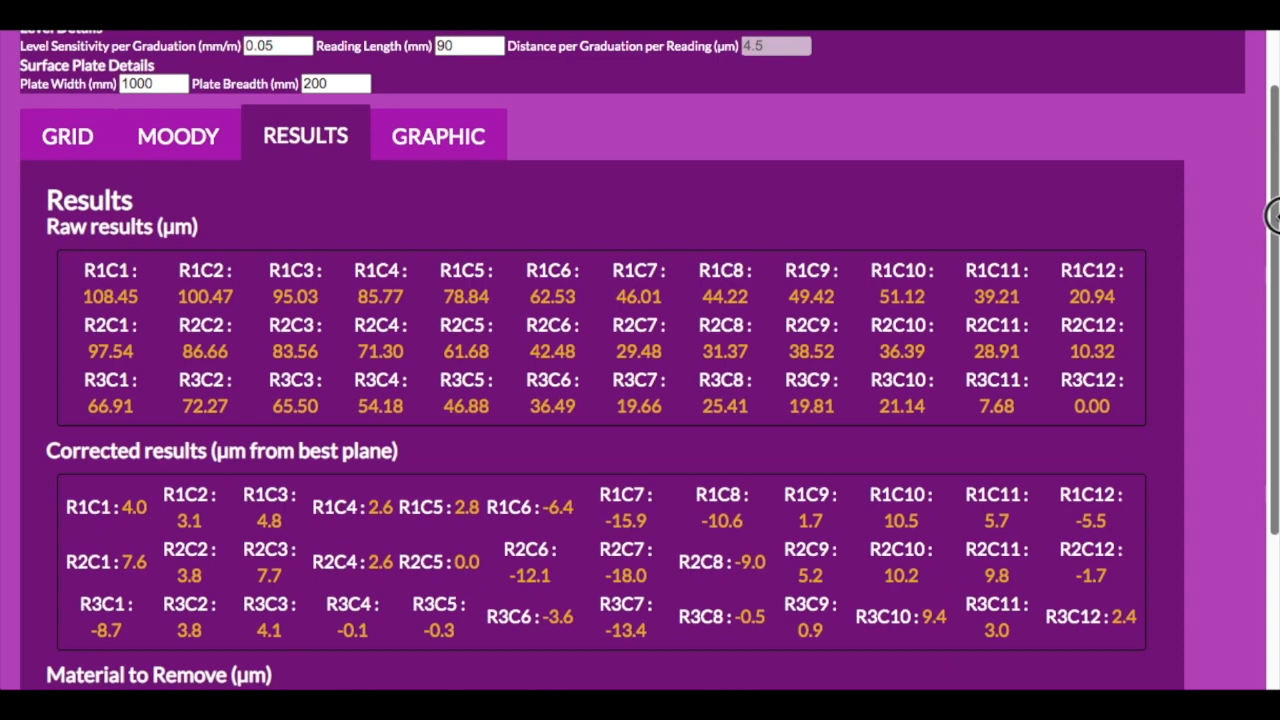 Level Details
Level Sensitivity per Graduation (mm/m) 0.05 Reading Length (mm) 90 Distance per Graduation per Reading (µm) 4.5
Surface Plate Details
Plate Width (mm) 1000 Plate Breadth (mm) 200
GRID MOODY RESULTS GRAPHIC
Results
Raw results (µm)
R1C1: R1C2: R1C3: R1C4: R1C5: R1C6: R1C7: R1C8: R1C9: R1C10: R1C11: R1C12:
108.45 100.47 95.03 85.77 78.84 62.53 46.01 44.22 49.42 51.12 39.21 20.94
R2C1: R2C2: R2C3: R2C4: R2C5: R2C6: R2C7: R2C8: R2C9: R2C10: R2C11: R2C12:
97.54 86.66 83.56 71.30 61.68 42.48 29.48 31.37 38.52 36.39 28.91 10.32
R3C1: R3C2: R3C3: R3C4: R3C5: R3C6: R3C7: R3C8: R3C9: R3C10: R3C11: R3C12:
66.91 72.27 65.50 54.18 46.88 36.49 19.66 25.41 19.81 21.14 7.68 0.00
Corrected results (µm from best plane)
R1C1: 4.0 R1C2: 3.1 R1C3: 4.8 R1C4: 2.6 R1C5: 2.8 R1C6: -6.4 R1C7: -15.9 R1C8: -10.6 R1C9: 1.7 R1C10: 10.5 R1C11: 5.7 R1C12: -5.5
R2C1: 7.6 R2C2: 3.8 R2C3: 7.7 R2C4: 2.6 R2C5: 0.0 R2C6: -12.1 R2C7: -18.0 R2C8: -9.0 R2C9: 5.2 R2C10: 10.2 R2C11: 9.8 R2C12: -1.7
R3C1: -8.7 R3C2: 3.8 R3C3: 4.1 R3C4: -0.1 R3C5: -0.3 R3C6: -3.6 R3C7: -13.4 R3C8: -0.5 R3C9: 0.9 R3C10: 9.4 R3C11: 3.0 R3C12: 2.4
Material to Remove (µm)